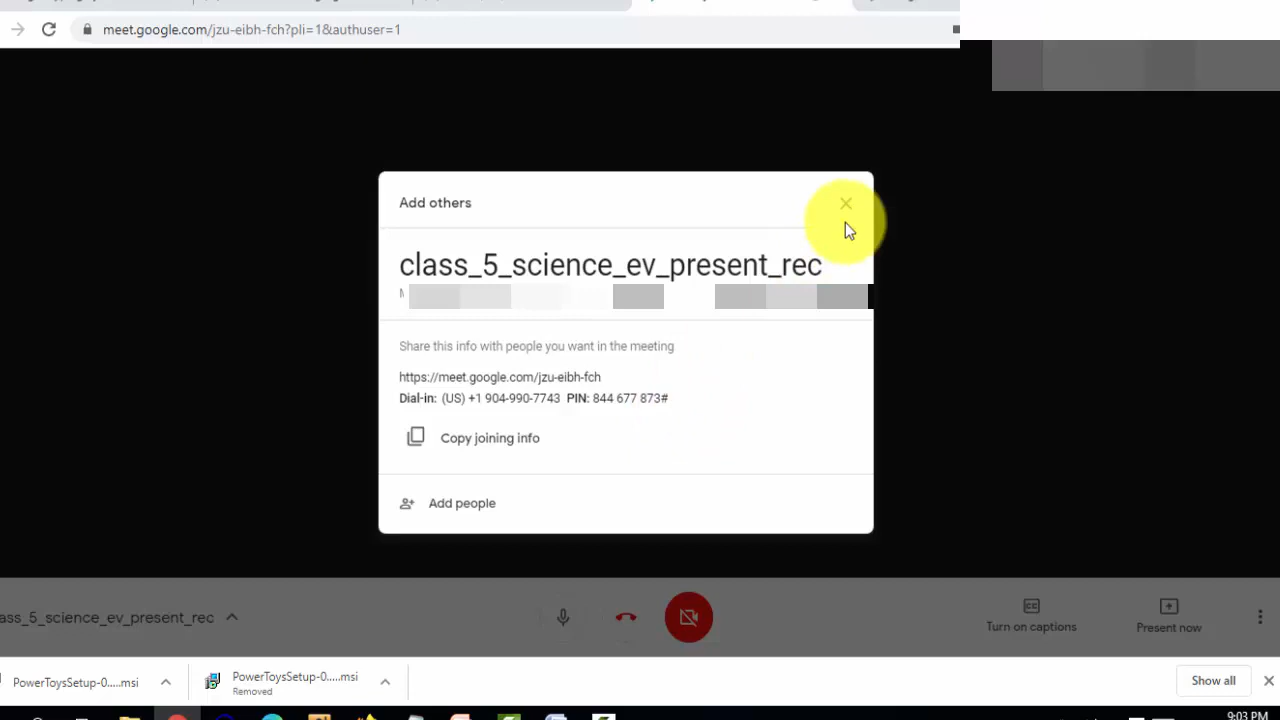 meet.google.com/jzu-eibh-fch?pli=1&authuser=1
Add others
class_5_science_ev_present_rec
Share this info with people you want in the meeting
https://meet.google.com/jzu-eibh-fch
Dial-in: (US) +1 904-990-7743 PIN: 844 677 873#
Copy joining info
Add people
ass_5_science_ev_present_rec
CC
Turn on captions
Present now
PowerToysSetup-0.....msi
PowerToysSetup-0.....msi
Removed
Show all
9:03 PM